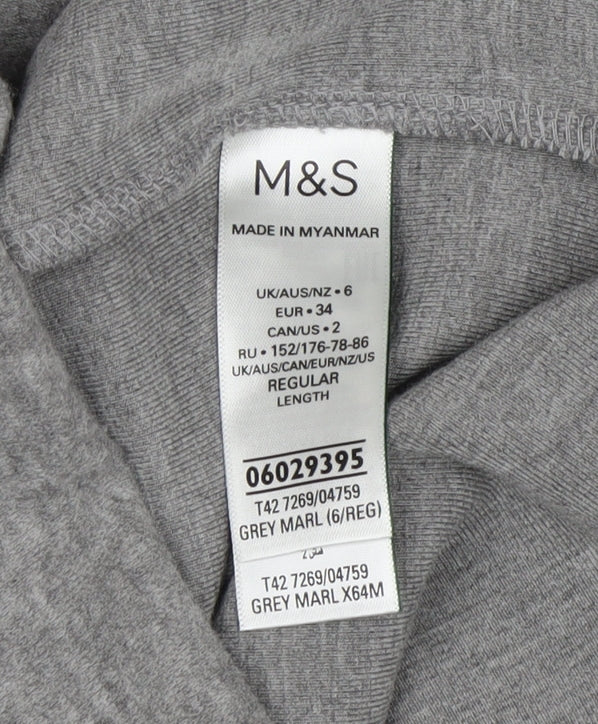 M&S
MADE IN MYANMAR
UK/AUS/NZ • 6
EUR • 34
CAN/US • 2
RU • 152/176-78-86
UK/AUS/CAN/EUR/NZ/US
REGULAR
LENGTH
06029395
T42 7269/04759
GREY MARL (6/REG)
T42 7269/04759
GREY MARL X64M